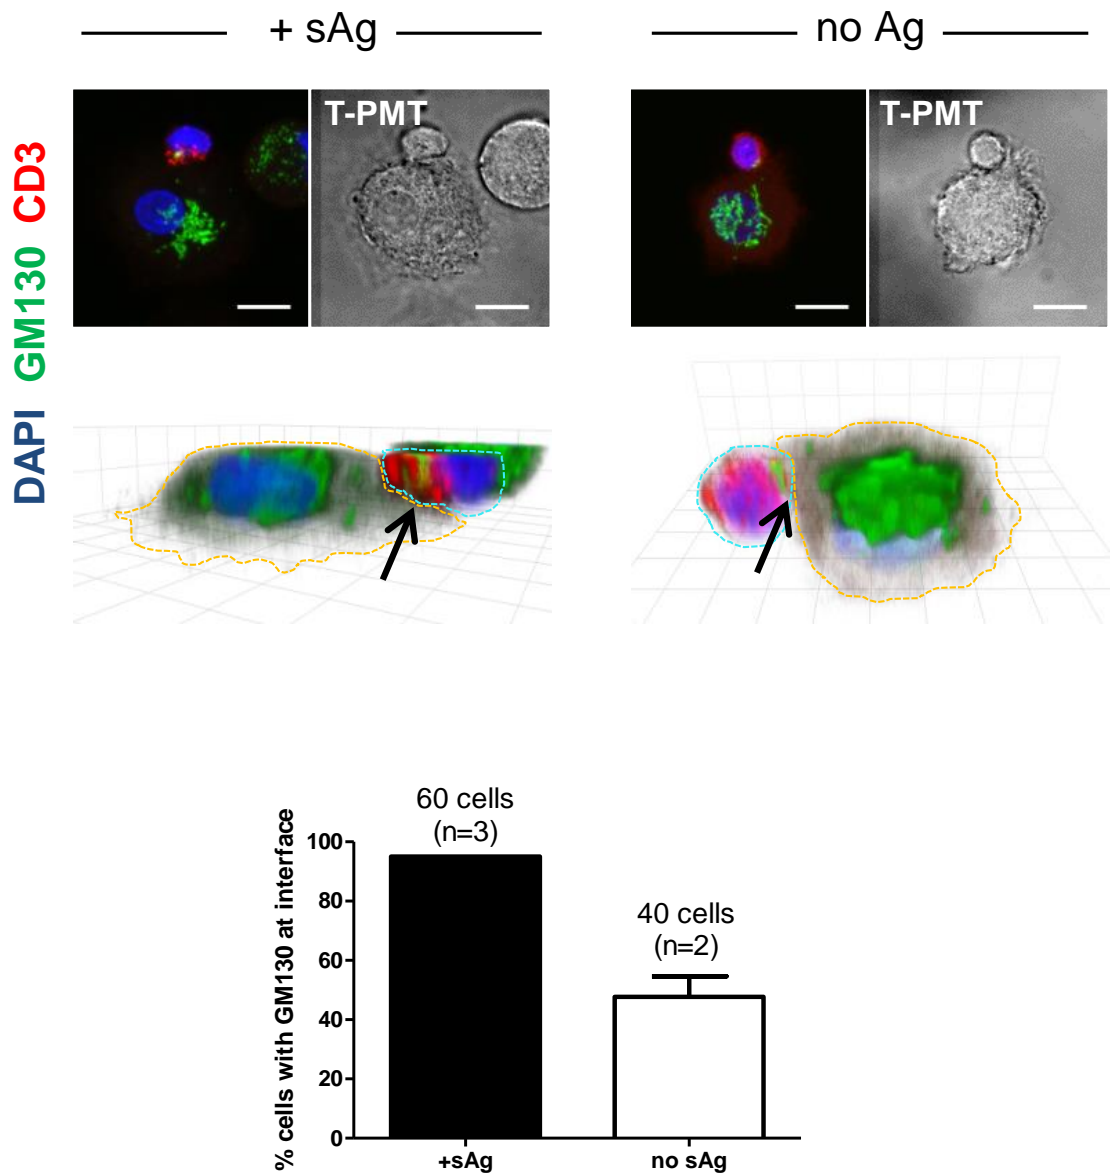 + sAg
no Ag
T-PMT
T-PMT
DAPI GM130 CD3
60 cells
(n=3)
40 cells
(n=2)
% cells with GM130 at interface
100
80
60
40
20
0
+sAg
no sAg